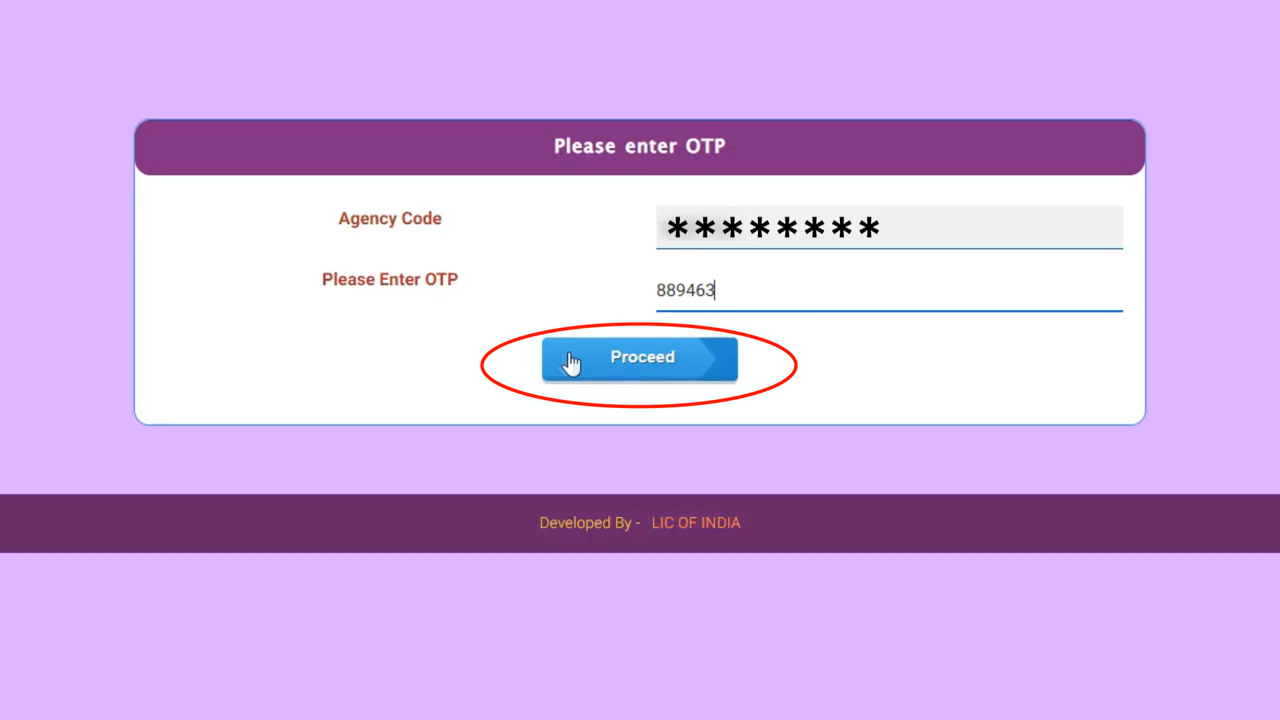 Please enter OTP
Agency Code
********
Please Enter OTP
889463
Proceed
Developed By - LIC OF INDIA